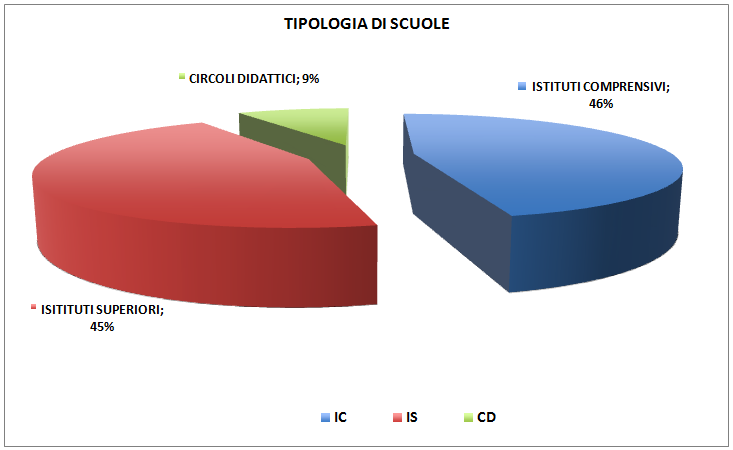 TIPOLOGIA DI SCUOLE
CIRCOLI DIDATTICI; 9%
ISTITUTI COMPRENSIVI;
46%
ISITITUTI SUPERIORI;
45%
IC IS CD